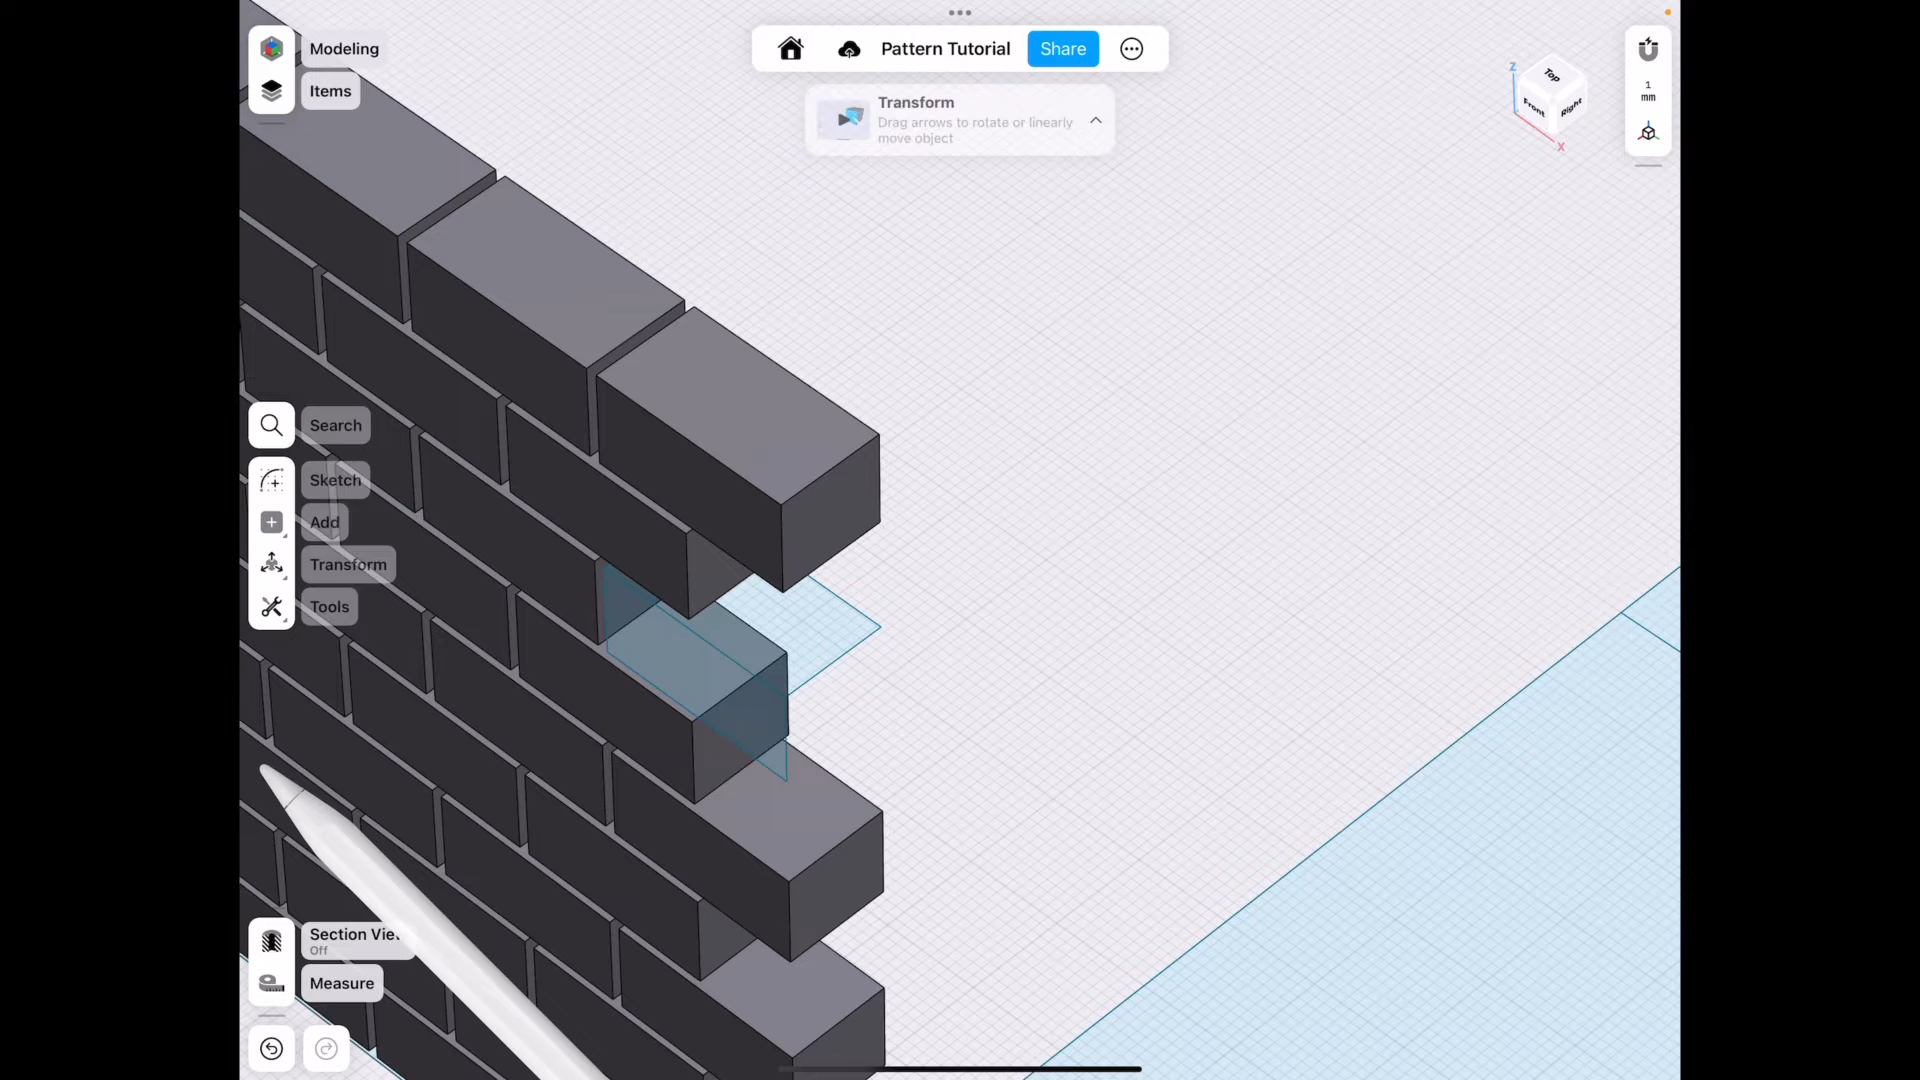 Modeling
Items
Pattern Tutorial
Share
Transform
Drag arrows to rotate or linearly
move object
Z
Top
Front
Right
X
1
mm
Search
Sketch
Add
Transform
Tools
Section View
Off
Measure